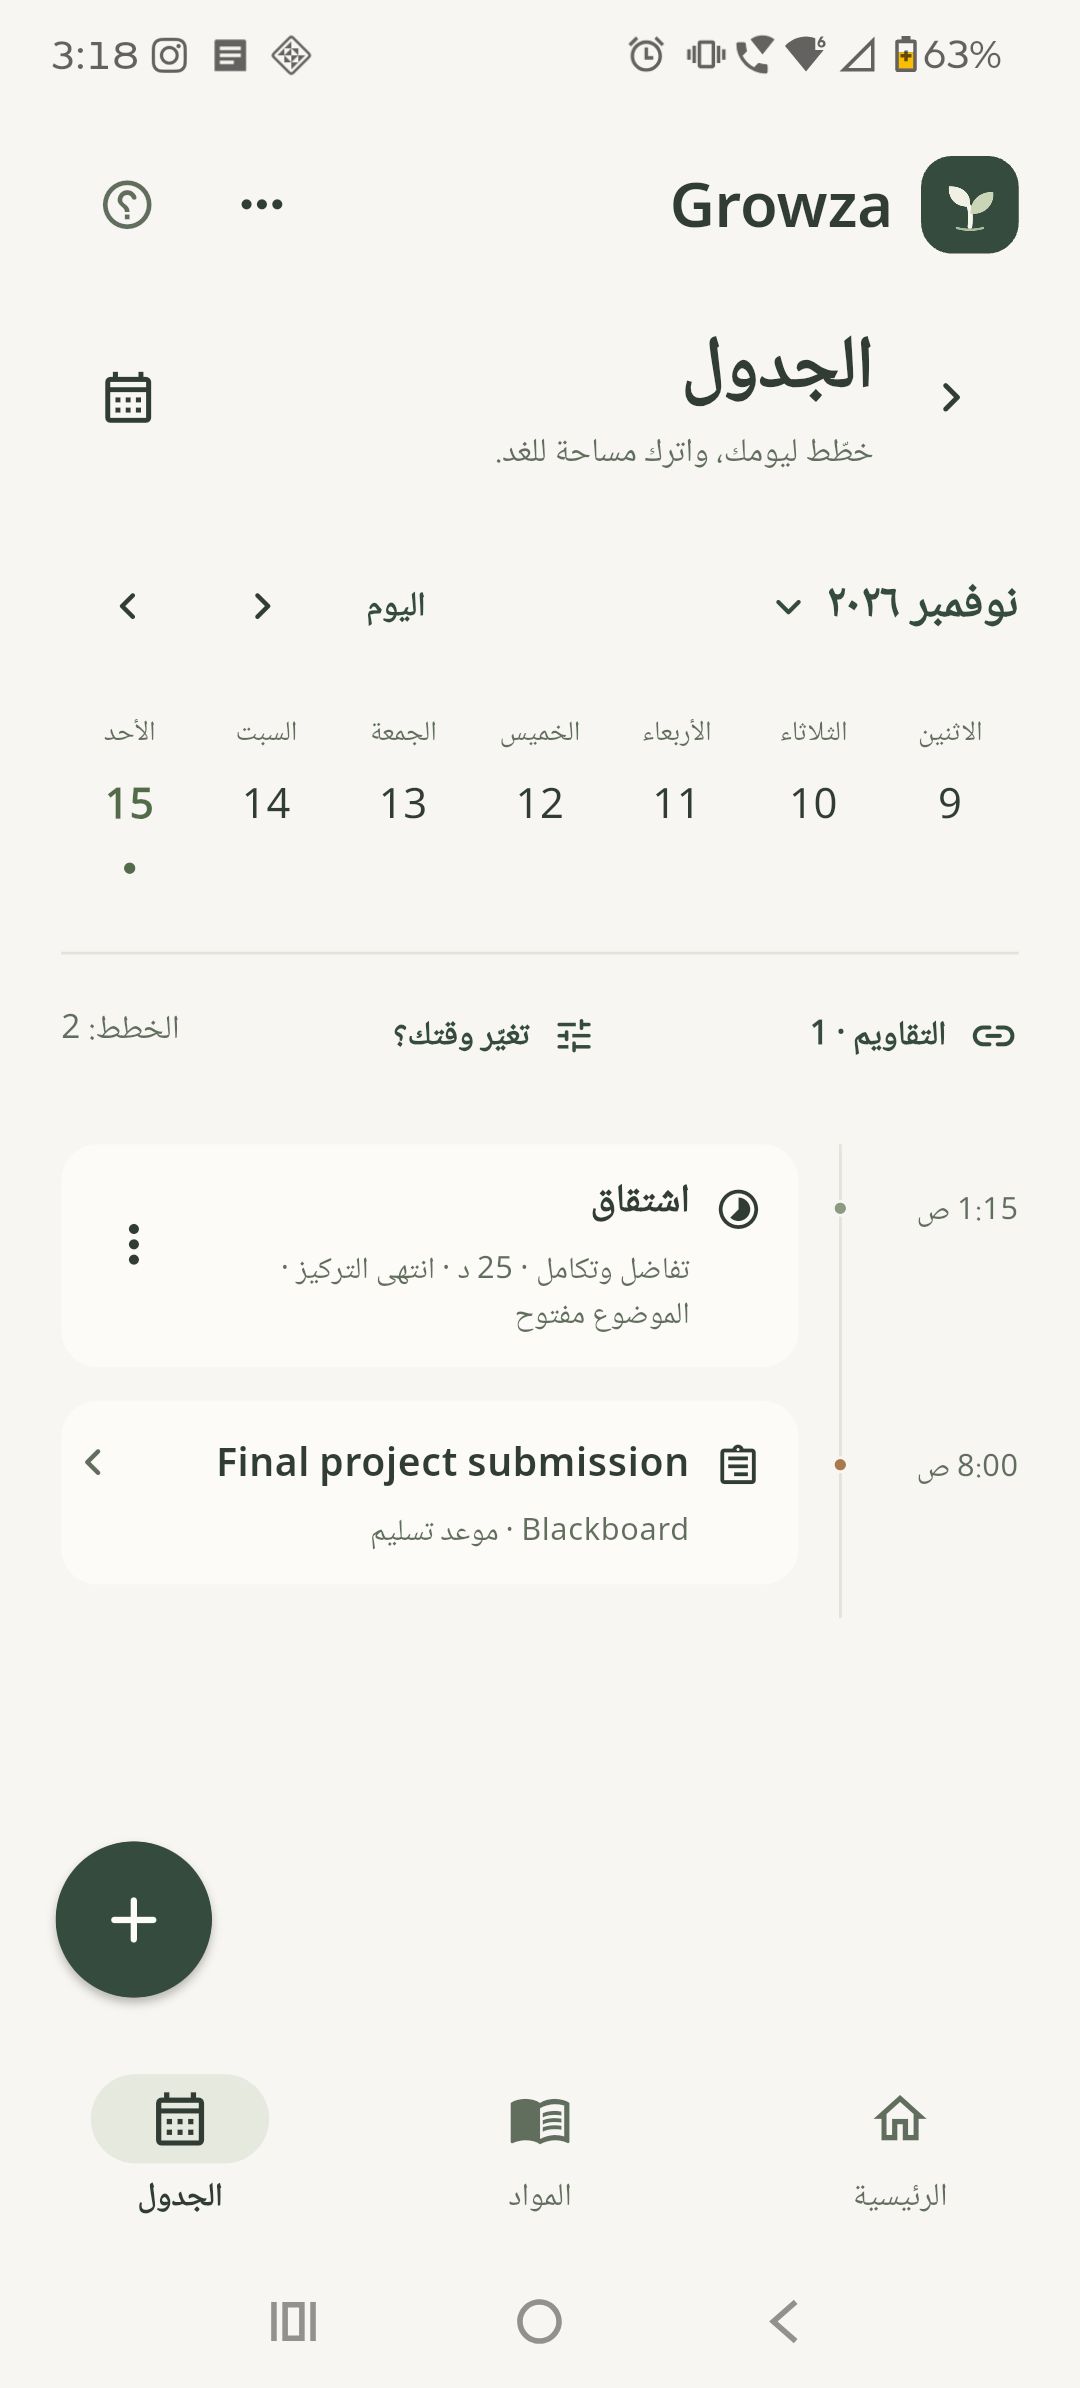 3:18
63%
Growza
الجدول
خطّط ليومك، واترك مساحة للغد.
نوفمبر ٢٠٢٦
اليوم
الاثنين الثلاثاء الأربعاء الخميس الجمعة السبت الأحد
9 10 11 12 13 14 15
التقاويم · 1
تغيّر وقتك؟
الخطط: 2
1:15 ص
اشتقاق
تفاضل وتكامل · 25 د · انتهى التركيز ·
الموضوع مفتوح
8:00 ص
Final project submission
Blackboard · موعد تسليم
الرئيسية
المواد
الجدول